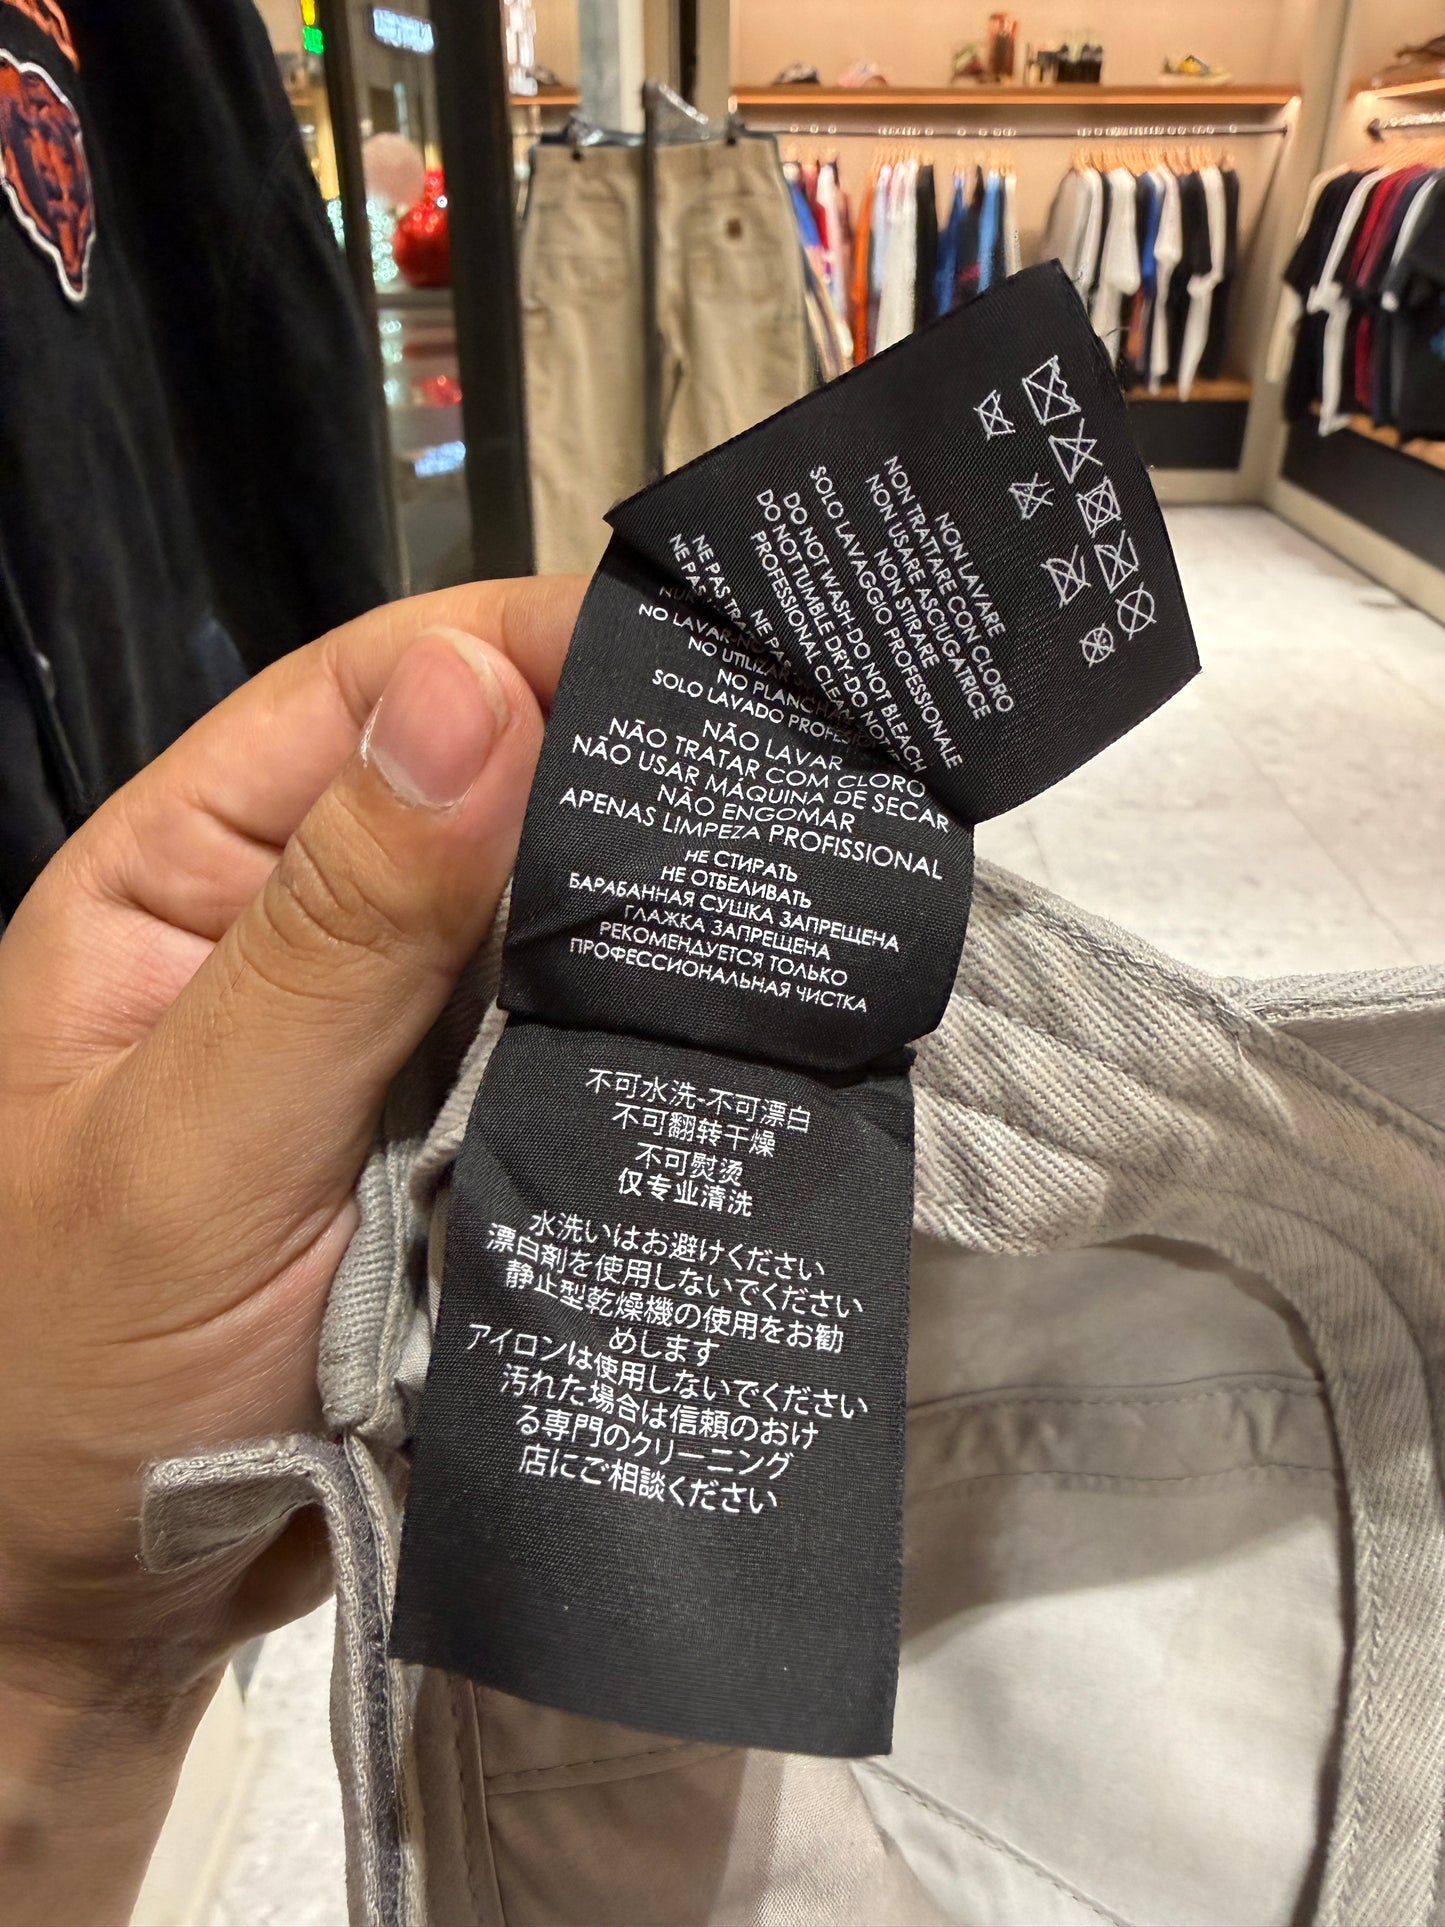 NON LAVARE
NON TRATTARE CON CLORO
NON USARE ASCIUGATRICE
NON STIRARE
SOLO LAVAGGIO PROFESSIONALE
DO NOT WASH-DO NOT BLEACH
DO NOT TUMBLE DRY-DO NOT
PROFESSIONAL CLEAN
NE PAS
NE PAS
NE PAS
NO LAVAR-NO
NO UTILIZAR
NO PLANCHAR
SOLO LAVADO
NÃO LAVAR
NÃO TRATAR COM CLORO
NÃO USAR MÁQUINA DE SECAR
NÃO ENGOMAR
APENAS LIMPEZA PROFISSIONAL
НЕ СТИРАТЬ
НЕ ОТБЕЛИВАТЬ
БАРАБАННАЯ СУШКА ЗАПРЕЩЕНА
ГЛАЖКА ЗАПРЕЩЕНА
РЕКОМЕНДУЕТСЯ ТОЛЬКО
ПРОФЕССИОНАЛЬНАЯ ЧИСТКА
不可水洗-不可漂白
不可翻转干燥
不可熨烫
仅专业清洗
水洗いはお避けください
漂白剤を使用しないでください
静止型乾燥機の使用をお勧
めします
アイロンは使用しないでください
汚れた場合は信頼のおけ
る専門のクリーニング
店にご相談ください